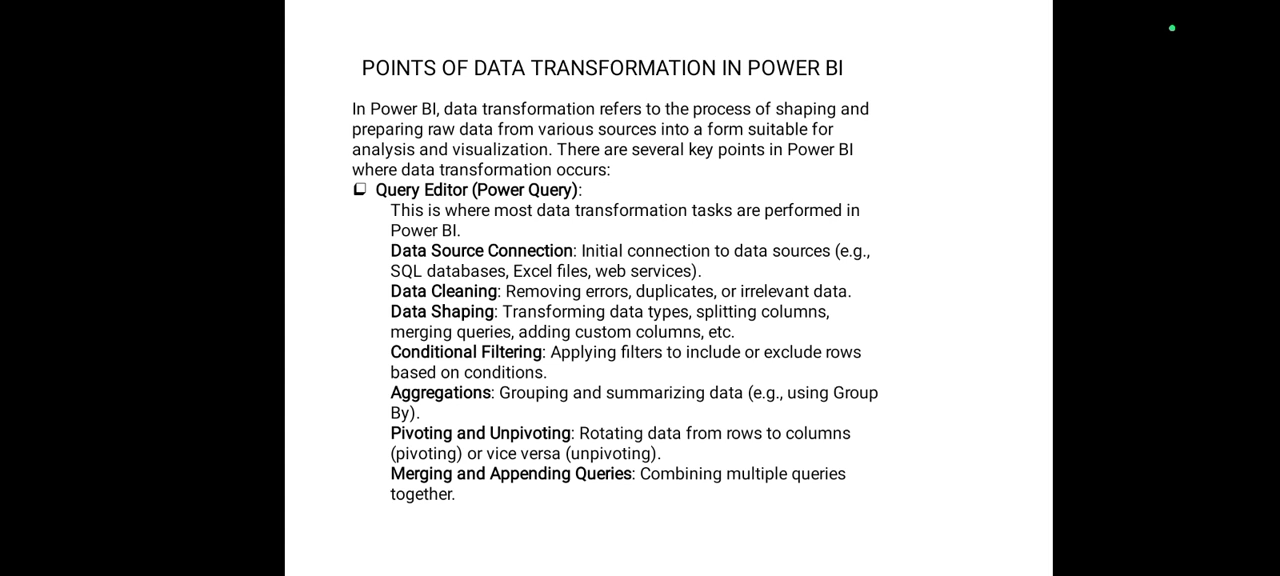 POINTS OF DATA TRANSFORMATION IN POWER BI
In Power BI, data transformation refers to the process of shaping and
preparing raw data from various sources into a form suitable for
analysis and visualization. There are several key points in Power BI
where data transformation occurs:
❑ Query Editor (Power Query):
This is where most data transformation tasks are performed in
Power BI.
Data Source Connection: Initial connection to data sources (e.g.,
SQL databases, Excel files, web services).
Data Cleaning: Removing errors, duplicates, or irrelevant data.
Data Shaping: Transforming data types, splitting columns,
merging queries, adding custom columns, etc.
Conditional Filtering: Applying filters to include or exclude rows
based on conditions.
Aggregations: Grouping and summarizing data (e.g., using Group
By).
Pivoting and Unpivoting: Rotating data from rows to columns
(pivoting) or vice versa (unpivoting).
Merging and Appending Queries: Combining multiple queries
together.